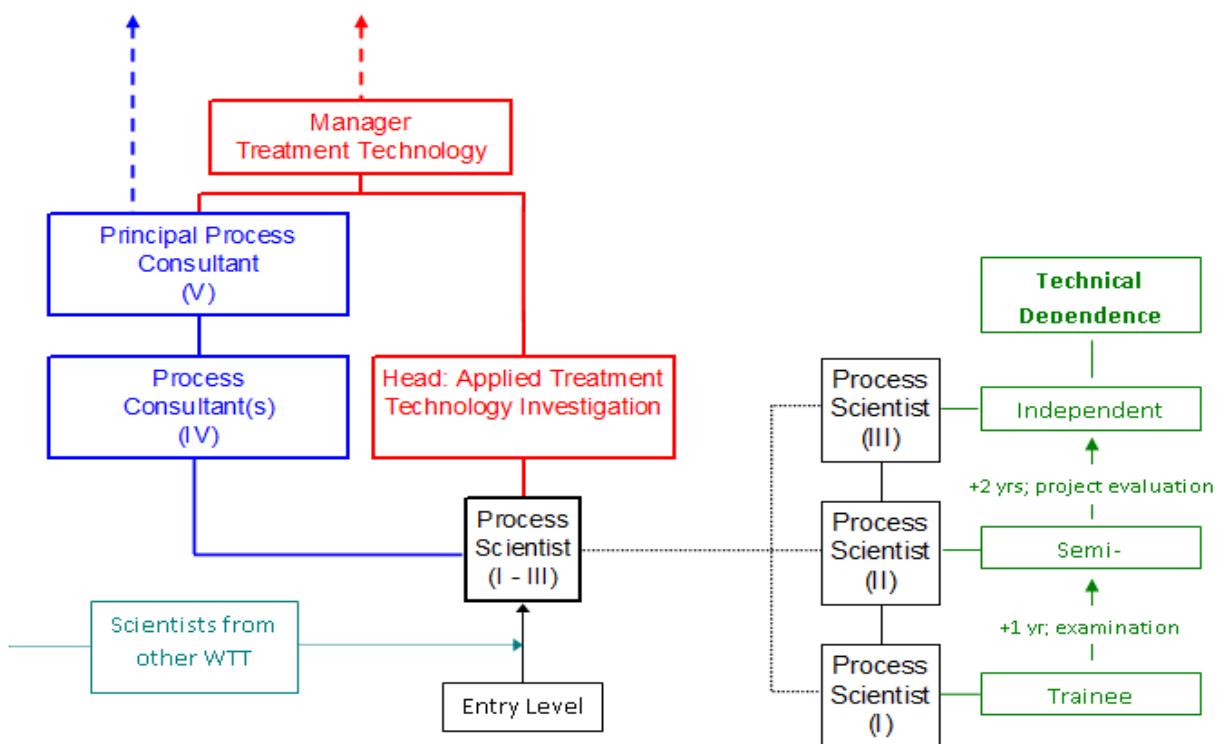 Manager
Treatment Technology
Principal Process
Consultant
(V)
Process
Consultant(s)
(IV)
Head: Applied Treatment
Technology Investigation
Process
Scientist
(I - III)
Scientists from
other WTT
Entry Level
Process
Scientist
(III)
Process
Scientist
(II)
Process
Scientist
(I)
Technical
Dependence
Independent
+2 yrs; project evaluation
Semi-
+1 yr; examination
Trainee